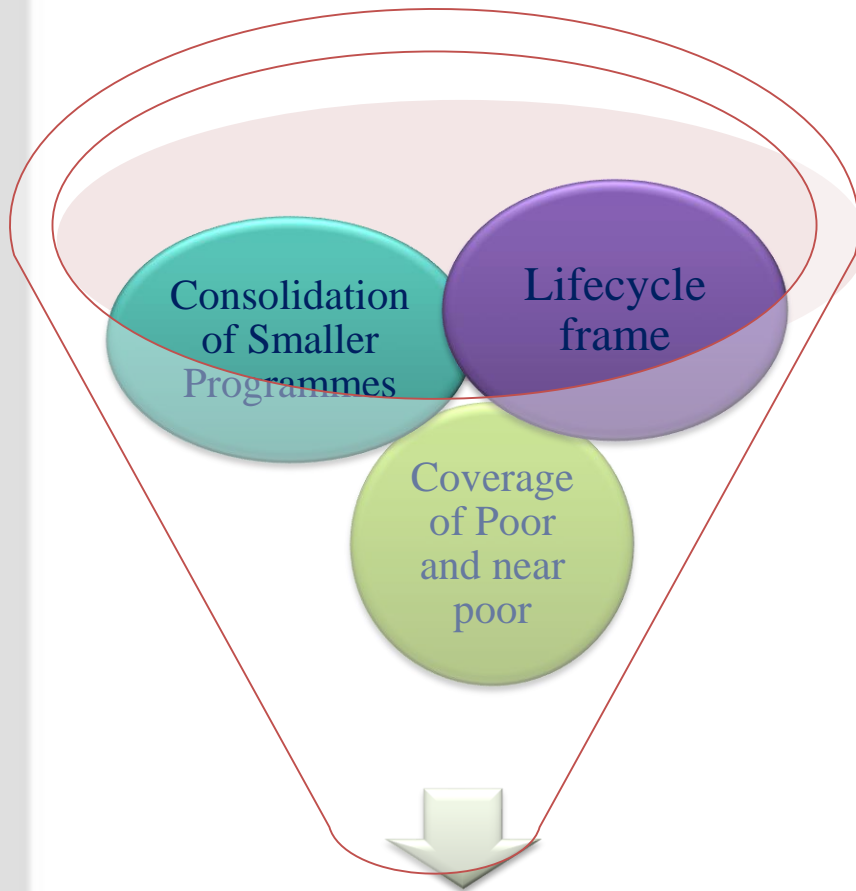 Consolidation
of Smaller
Programmes
Lifecycle
frame
Coverage
of Poor
and near
poor